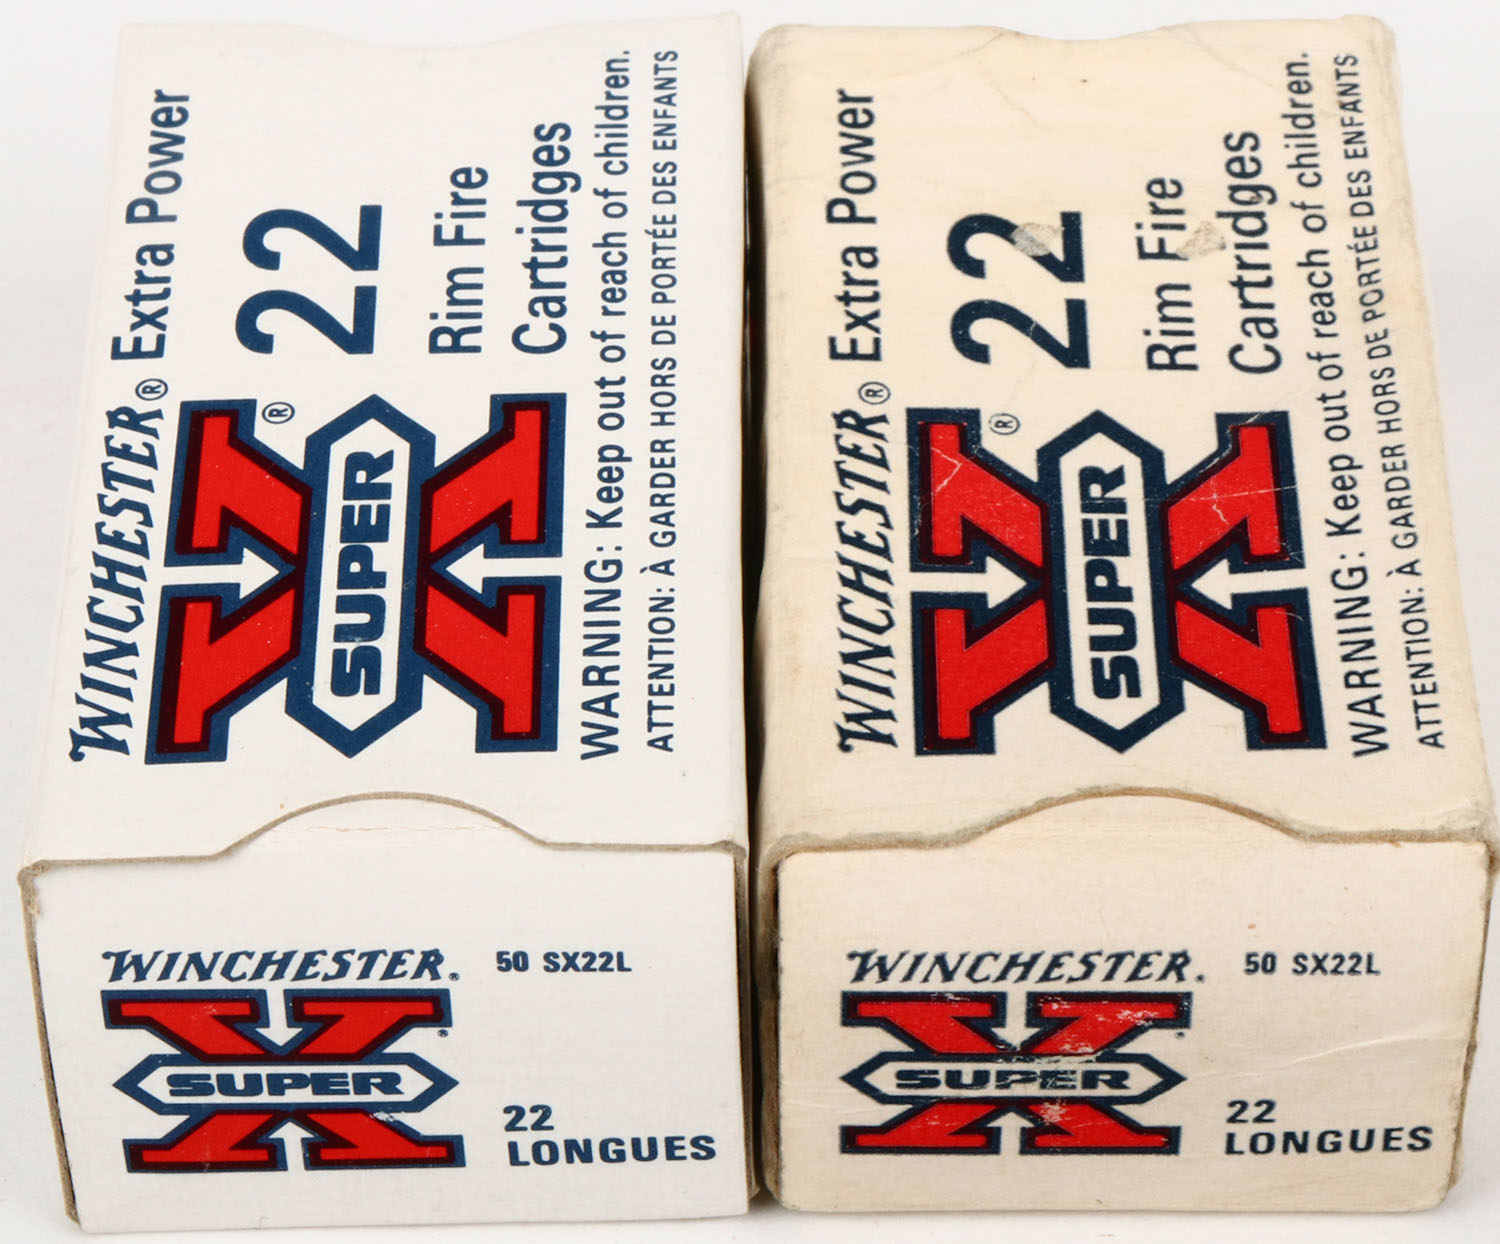 WINCHESTER® Extra Power
X SUPER ®
22
Rim Fire
Cartridges
WARNING: Keep out of reach of children.
ATTENTION: À GARDER HORS DE PORTÉE DES ENFANTS
WINCHESTER. 50 SX22L
X SUPER ®
22
LONGUES
WINCHESTER® Extra Power
X SUPER ®
22
Rim Fire
Cartridges
WARNING: Keep out of reach of children.
ATTENTION: À GARDER HORS DE PORTÉE DES ENFANTS
WINCHESTER. 50 SX22L
X SUPER
22
LONGUES